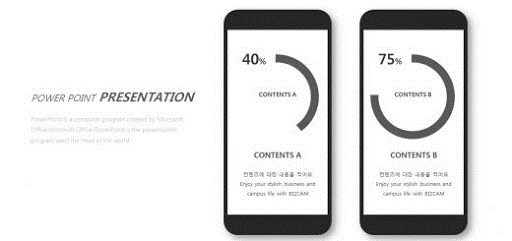 POWER POINT PRESENTATION
PowerPoint is a computer program created by Microsoft
Office Microsoft Office PowerPoint is the presentation
program used the most in the world.
40%
CONTENTS A
CONTENTS A
컨텐츠에 대한 내용을 적어요
Enjoy your stylish business and
campus life with BIZCAM
75%
CONTENTS B
CONTENTS B
컨텐츠에 대한 내용을 적어요
Enjoy your stylish business and
campus life with BIZCAM